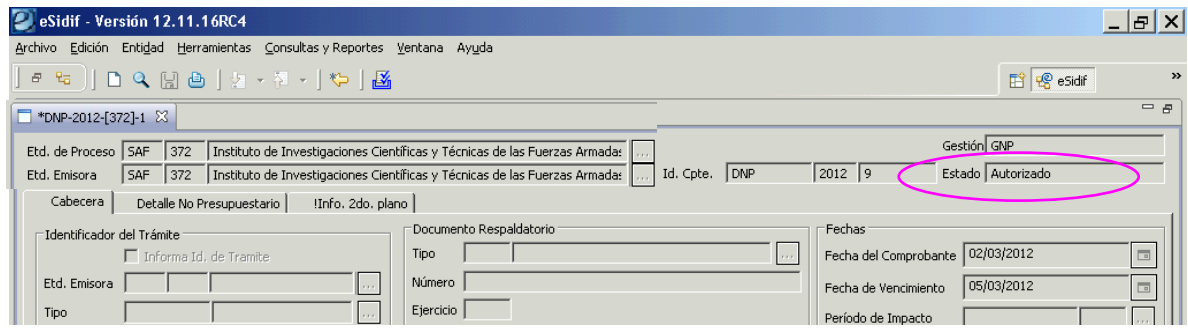 eSidif - Versión 12.11.16RC4
Archivo Edición Entidad Herramientas Consultas y Reportes Ventana Ayuda
eSidif »
*DNP-2012-[372]-1
Gestión GNP
Etd. de Proceso SAF 372 Instituto de Investigaciones Científicas y Técnicas de las Fuerzas Armadas ...
Etd. Emisora SAF 372 Instituto de Investigaciones Científicas y Técnicas de las Fuerzas Armadas ... Id. Cpte. DNP 2012 9 Estado Autorizado
Cabecera Detalle No Presupuestario !Info. 2do. plano
Identificador del Trámite Documento Respaldatorio Fechas
Informa Id. de Tramite Tipo ... Fecha del Comprobante 02/03/2012
Etd. Emisora ... Número Fecha de Vencimiento 05/03/2012
Tipo ... Ejercicio Período de Impacto ...